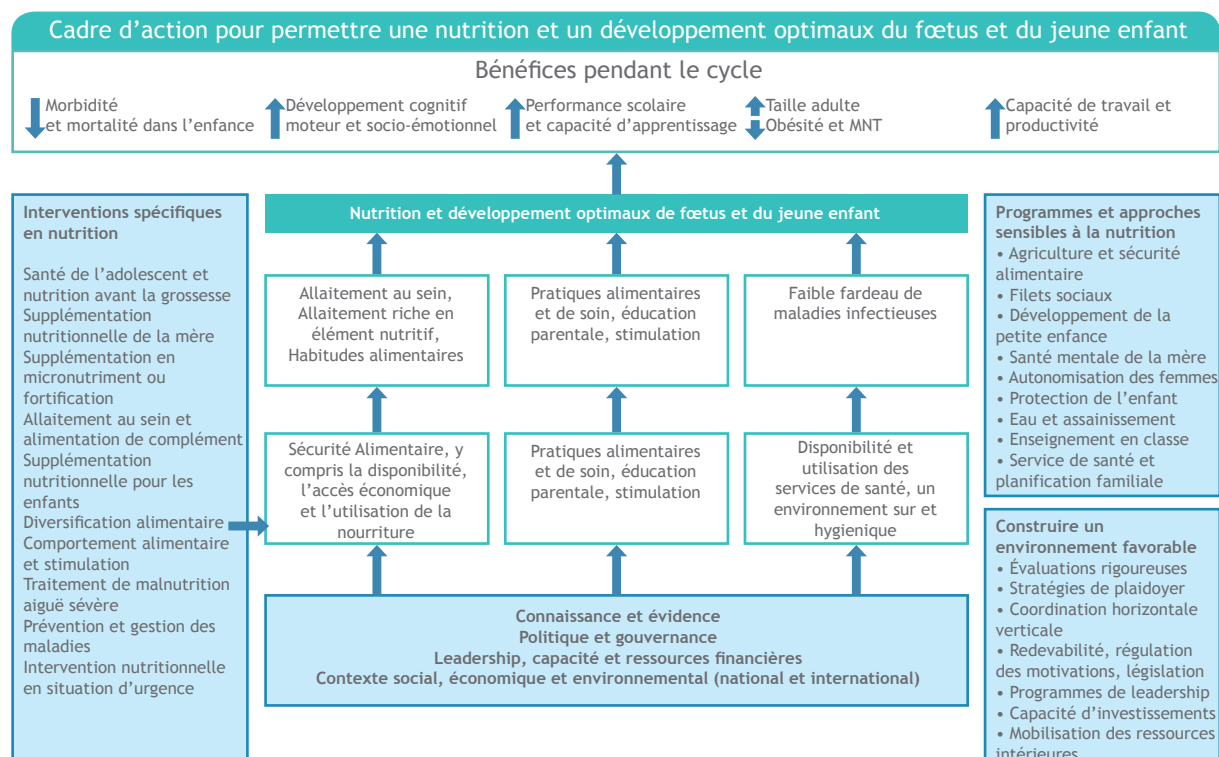 Cadre d’action pour permettre une nutrition et un développement optimaux du fœtus et du jeune enfant
Bénéfices pendant le cycle
Morbidité
et mortalité dans l’enfance
Développement cognitif
moteur et socio-émotionnel
Performance scolaire
et capacité d’apprentissage
Taille adulte
Obésité et MNT
Capacité de travail et
productivité
Interventions spécifiques
en nutrition
Santé de l’adolescent et
nutrition avant la grossesse
Supplémentation
nutritionnelle de la mère
Supplémentation en
micronutriment ou
fortification
Allaitement au sein et
alimentation de complément
Supplémentation
nutritionnelle pour les
enfants
Diversification alimentaire
Comportement alimentaire
et stimulation
Traitement de malnutrition
aiguë sévère
Prévention et gestion des
maladies
Intervention nutritionnelle
en situation d’urgence
Nutrition et développement optimaux de fœtus et du jeune enfant
Allaitement au sein,
Allaitement riche en
élément nutritif,
Habitudes alimentaires
Pratiques alimentaires
et de soin, éducation
parentale, stimulation
Faible fardeau de
maladies infectieuses
Sécurité Alimentaire, y
compris la disponibilité,
l’accès économique
et l’utilisation de la
nourriture
Pratiques alimentaires
et de soin, éducation
parentale, stimulation
Disponibilité et
utilisation des
services de santé, un
environnement sur et
hygienique
Connaissance et évidence
Politique et gouvernance
Leadership, capacité et ressources financières
Contexte social, économique et environnemental (national et international)
Programmes et approches
sensibles à la nutrition
• Agriculture et sécurité
alimentaire
• Filets sociaux
• Développement de la
petite enfance
• Santé mentale de la mère
• Autonomisation des femmes
• Protection de l’enfant
• Eau et assainissement
• Enseignement en classe
• Service de santé et
planification familiale
Construire un
environnement favorable
• Évaluations rigoureuses
• Stratégies de plaidoyer
• Coordination horizontale
verticale
• Redevabilité, régulation
des motivations, législation
• Programmes de leadership
• Capacité d’investissements
• Mobilisation des ressources
intérieures